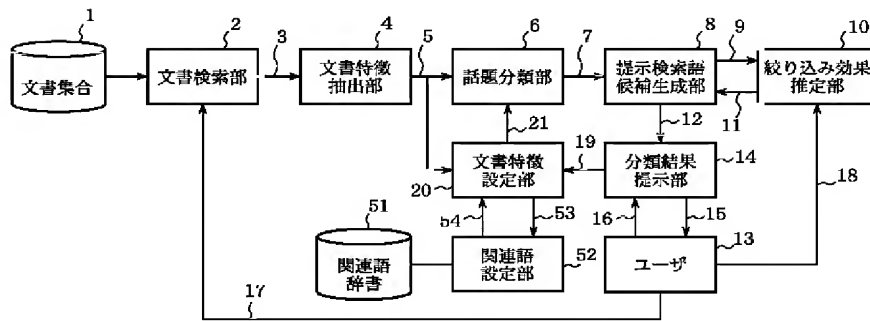 1
2
3
4
5
6
7
8
9
10
文書集合
文書検索部
文書特徴
抽出部
話題分類部
提示検索語
候補生成部
絞り込み効果
推定部
11
12
21
19
文書特徴
設定部
20
分類結果
提示部
14
18
51
54
53
16
15
13
関連語
辞書
関連語
設定部
52
ユーザ
17